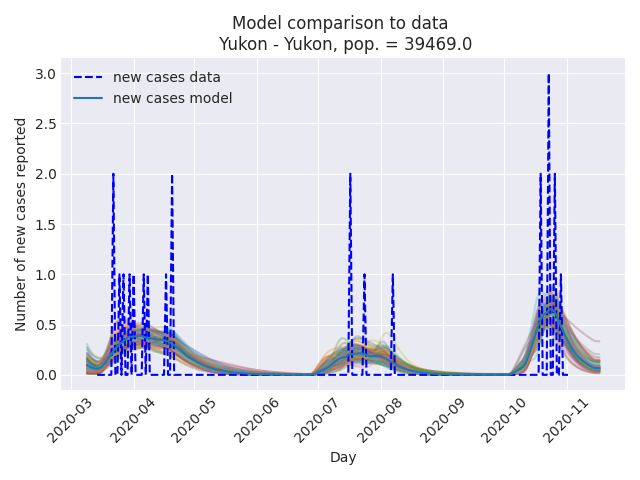 Model comparison to data
Yukon - Yukon, pop. = 39469.0
new cases data
new cases model
Number of new cases reported
3.0
2.5
2.0
1.5
1.0
0.5
0.0
2020-03
2020-04
2020-05
2020-06
2020-07
2020-08
2020-09
2020-10
2020-11
Day